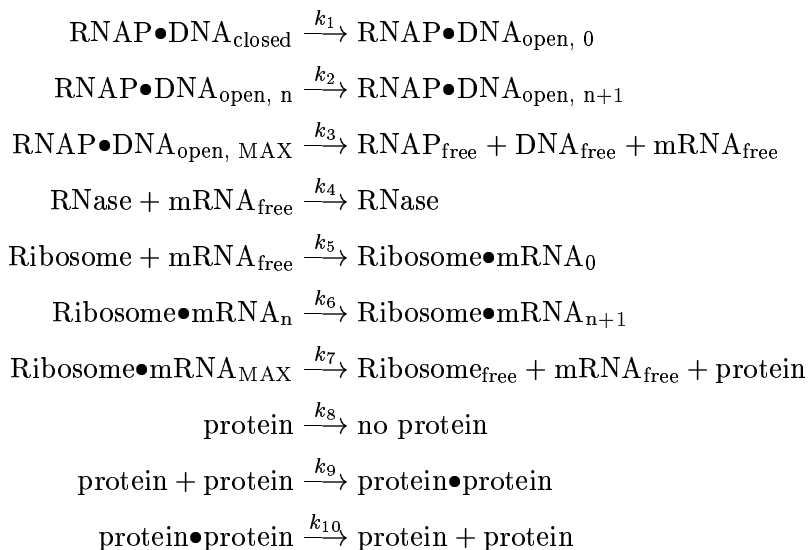 RNAP•DNA_closed —k₁→ RNAP•DNA_open, 0
RNAP•DNA_open, n —k₂→ RNAP•DNA_open, n+1
RNAP•DNA_open, MAX —k₃→ RNAP_free + DNA_free + mRNA_free
RNase + mRNA_free —k₄→ RNase
Ribosome + mRNA_free —k₅→ Ribosome•mRNA₀
Ribosome•mRNA_n —k₆→ Ribosome•mRNA_n+1
Ribosome•mRNA_MAX —k₇→ Ribosome_free + mRNA_free + protein
protein —k₈→ no protein
protein + protein —k₉→ protein•protein
protein•protein —k₁₀→ protein + protein